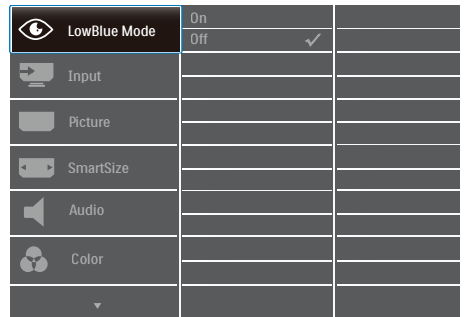 LowBlue Mode
On
Off
Input
Picture
SmartSize
Audio
Color